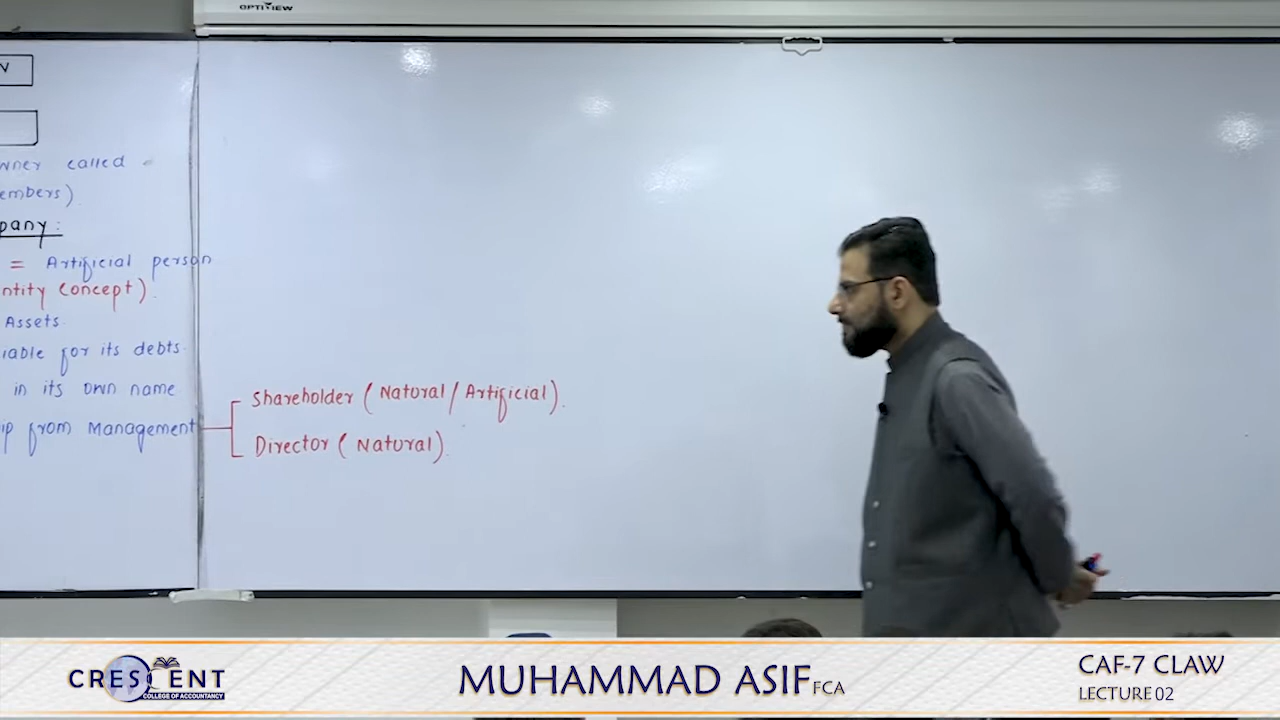 OPTIVIEW
wner called
embers)
pany:
= Artificial person
ntity Concept).
Assets
iable for its debts.
in its own name
ip from Management
Shareholder (Natural/Artificial).
Director (Natural).
CRESCENT
COLLEGE OF ACCOUNTANCY
MUHAMMAD ASIF FCA
CAF-7 CLAW
LECTURE 02